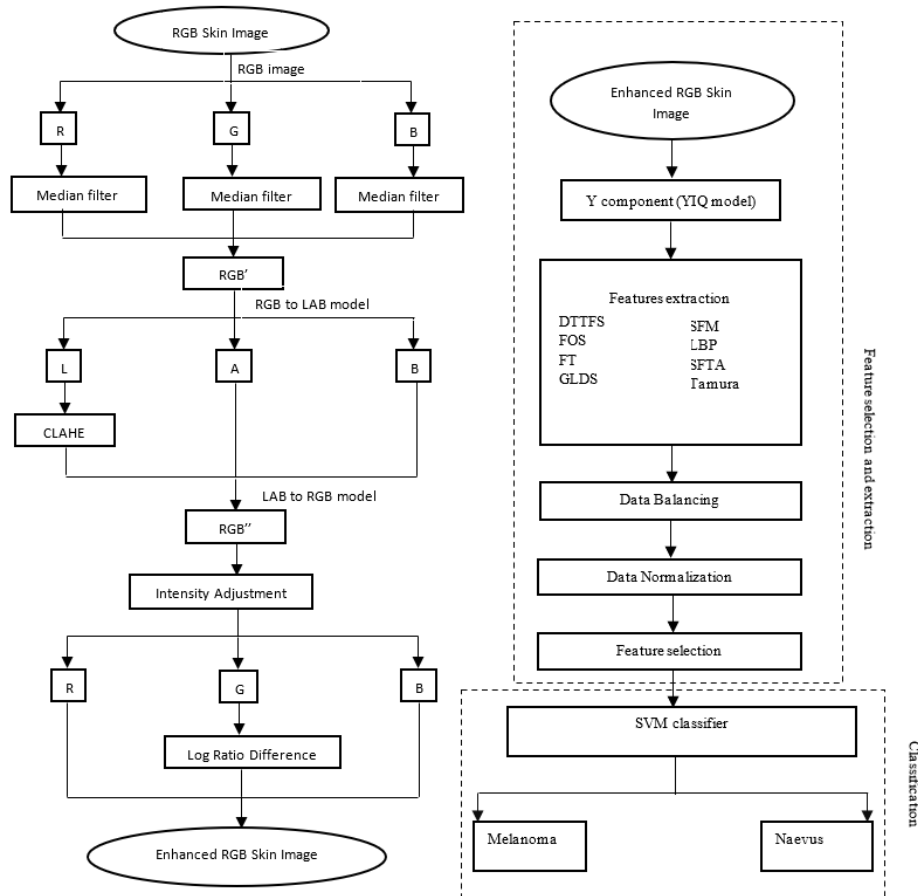 RGB Skin Image
RGB image
R
G
B
Median filter
Median filter
Median filter
RGB'
RGB to LAB model
L
A
B
CLAHE
LAB to RGB model
RGB''
Intensity Adjustment
R
G
B
Log Ratio Difference
Enhanced RGB Skin Image
Enhanced RGB Skin
Image
Y component (YIQ model)
Features extraction
DTTFS
FOS
FT
GLDS
SFM
LBP
SFTA
Tamura
Data Balancing
Data Normalization
Feature selection
Feature selection and extraction
SVM classifier
Melanoma
Naevus
Classification